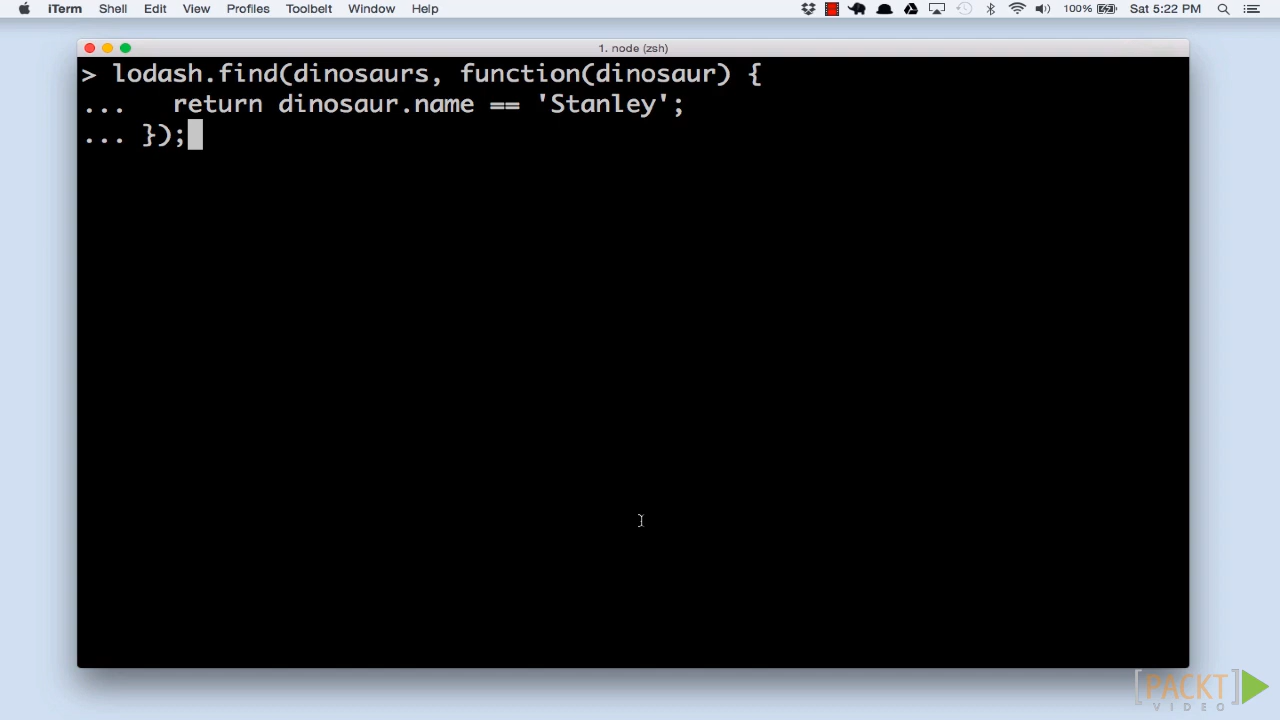 iTerm Shell Edit View Profiles Toolbelt Window Help 100% Sat 5:22 PM
1. node (zsh)
> lodash.find(dinosaurs, function(dinosaur) {
... return dinosaur.name == 'Stanley';
... });
[PACKT]
VIDEO